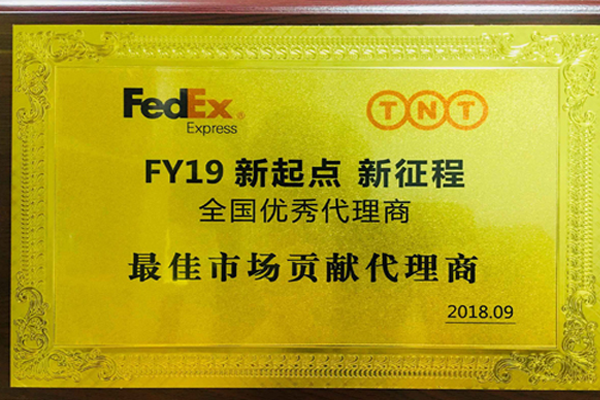 FedEx® TNT
Express
FY19 新起点 新征程
全国优秀代理商
最佳市场贡献代理商
2018.09